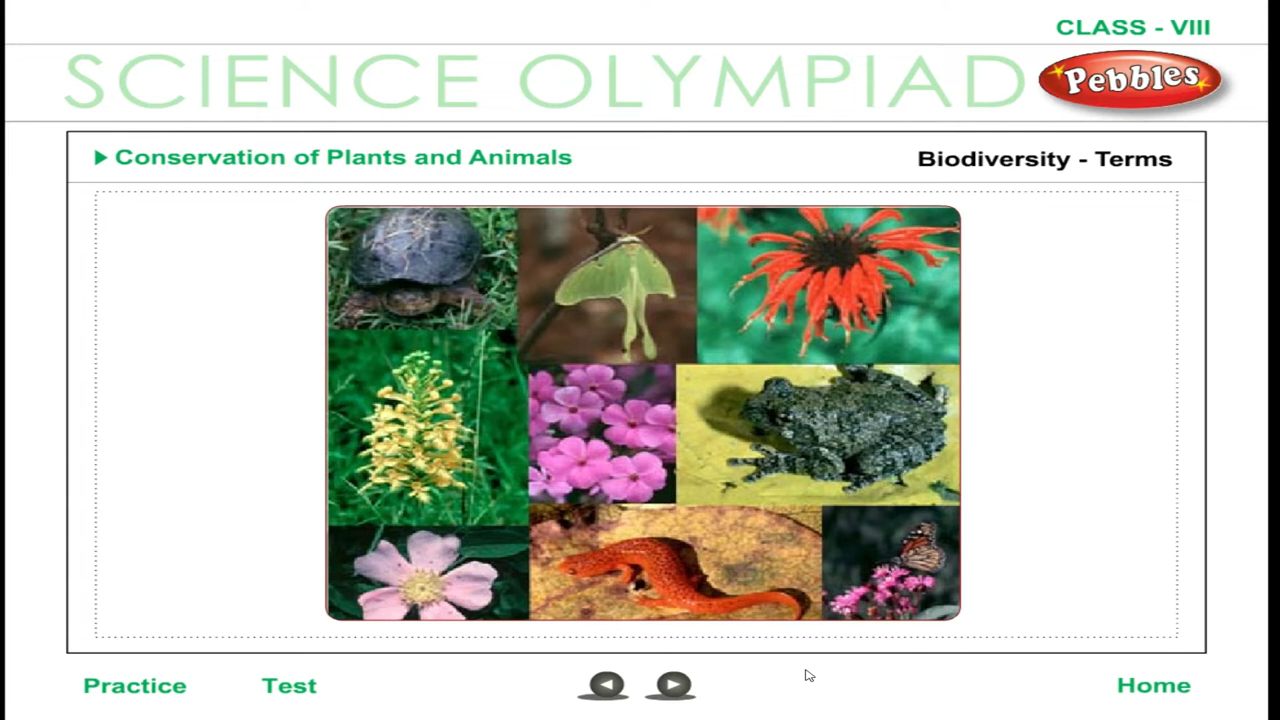 CLASS - VIII
SCIENCE OLYMPIAD
Pebbles
Conservation of Plants and Animals
Biodiversity - Terms
Practice
Test
Home